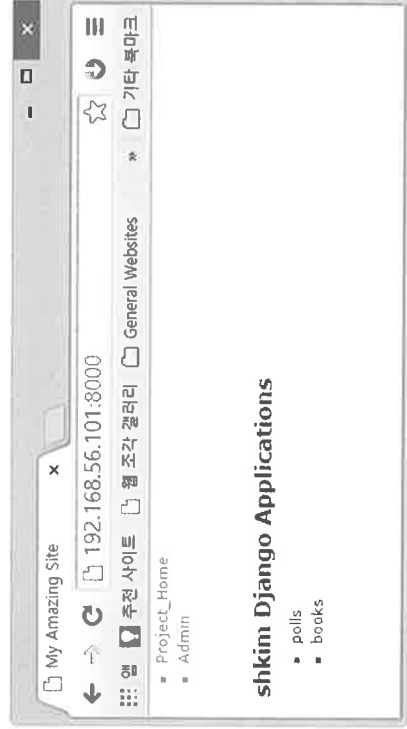 My Amazing Site
192.168.56.101:8000
앱 추천 사이트 웹 조각 갤러리 General Websites » 기타 북마크
Project_Home
Admin
shkim Django Applications
polls
books